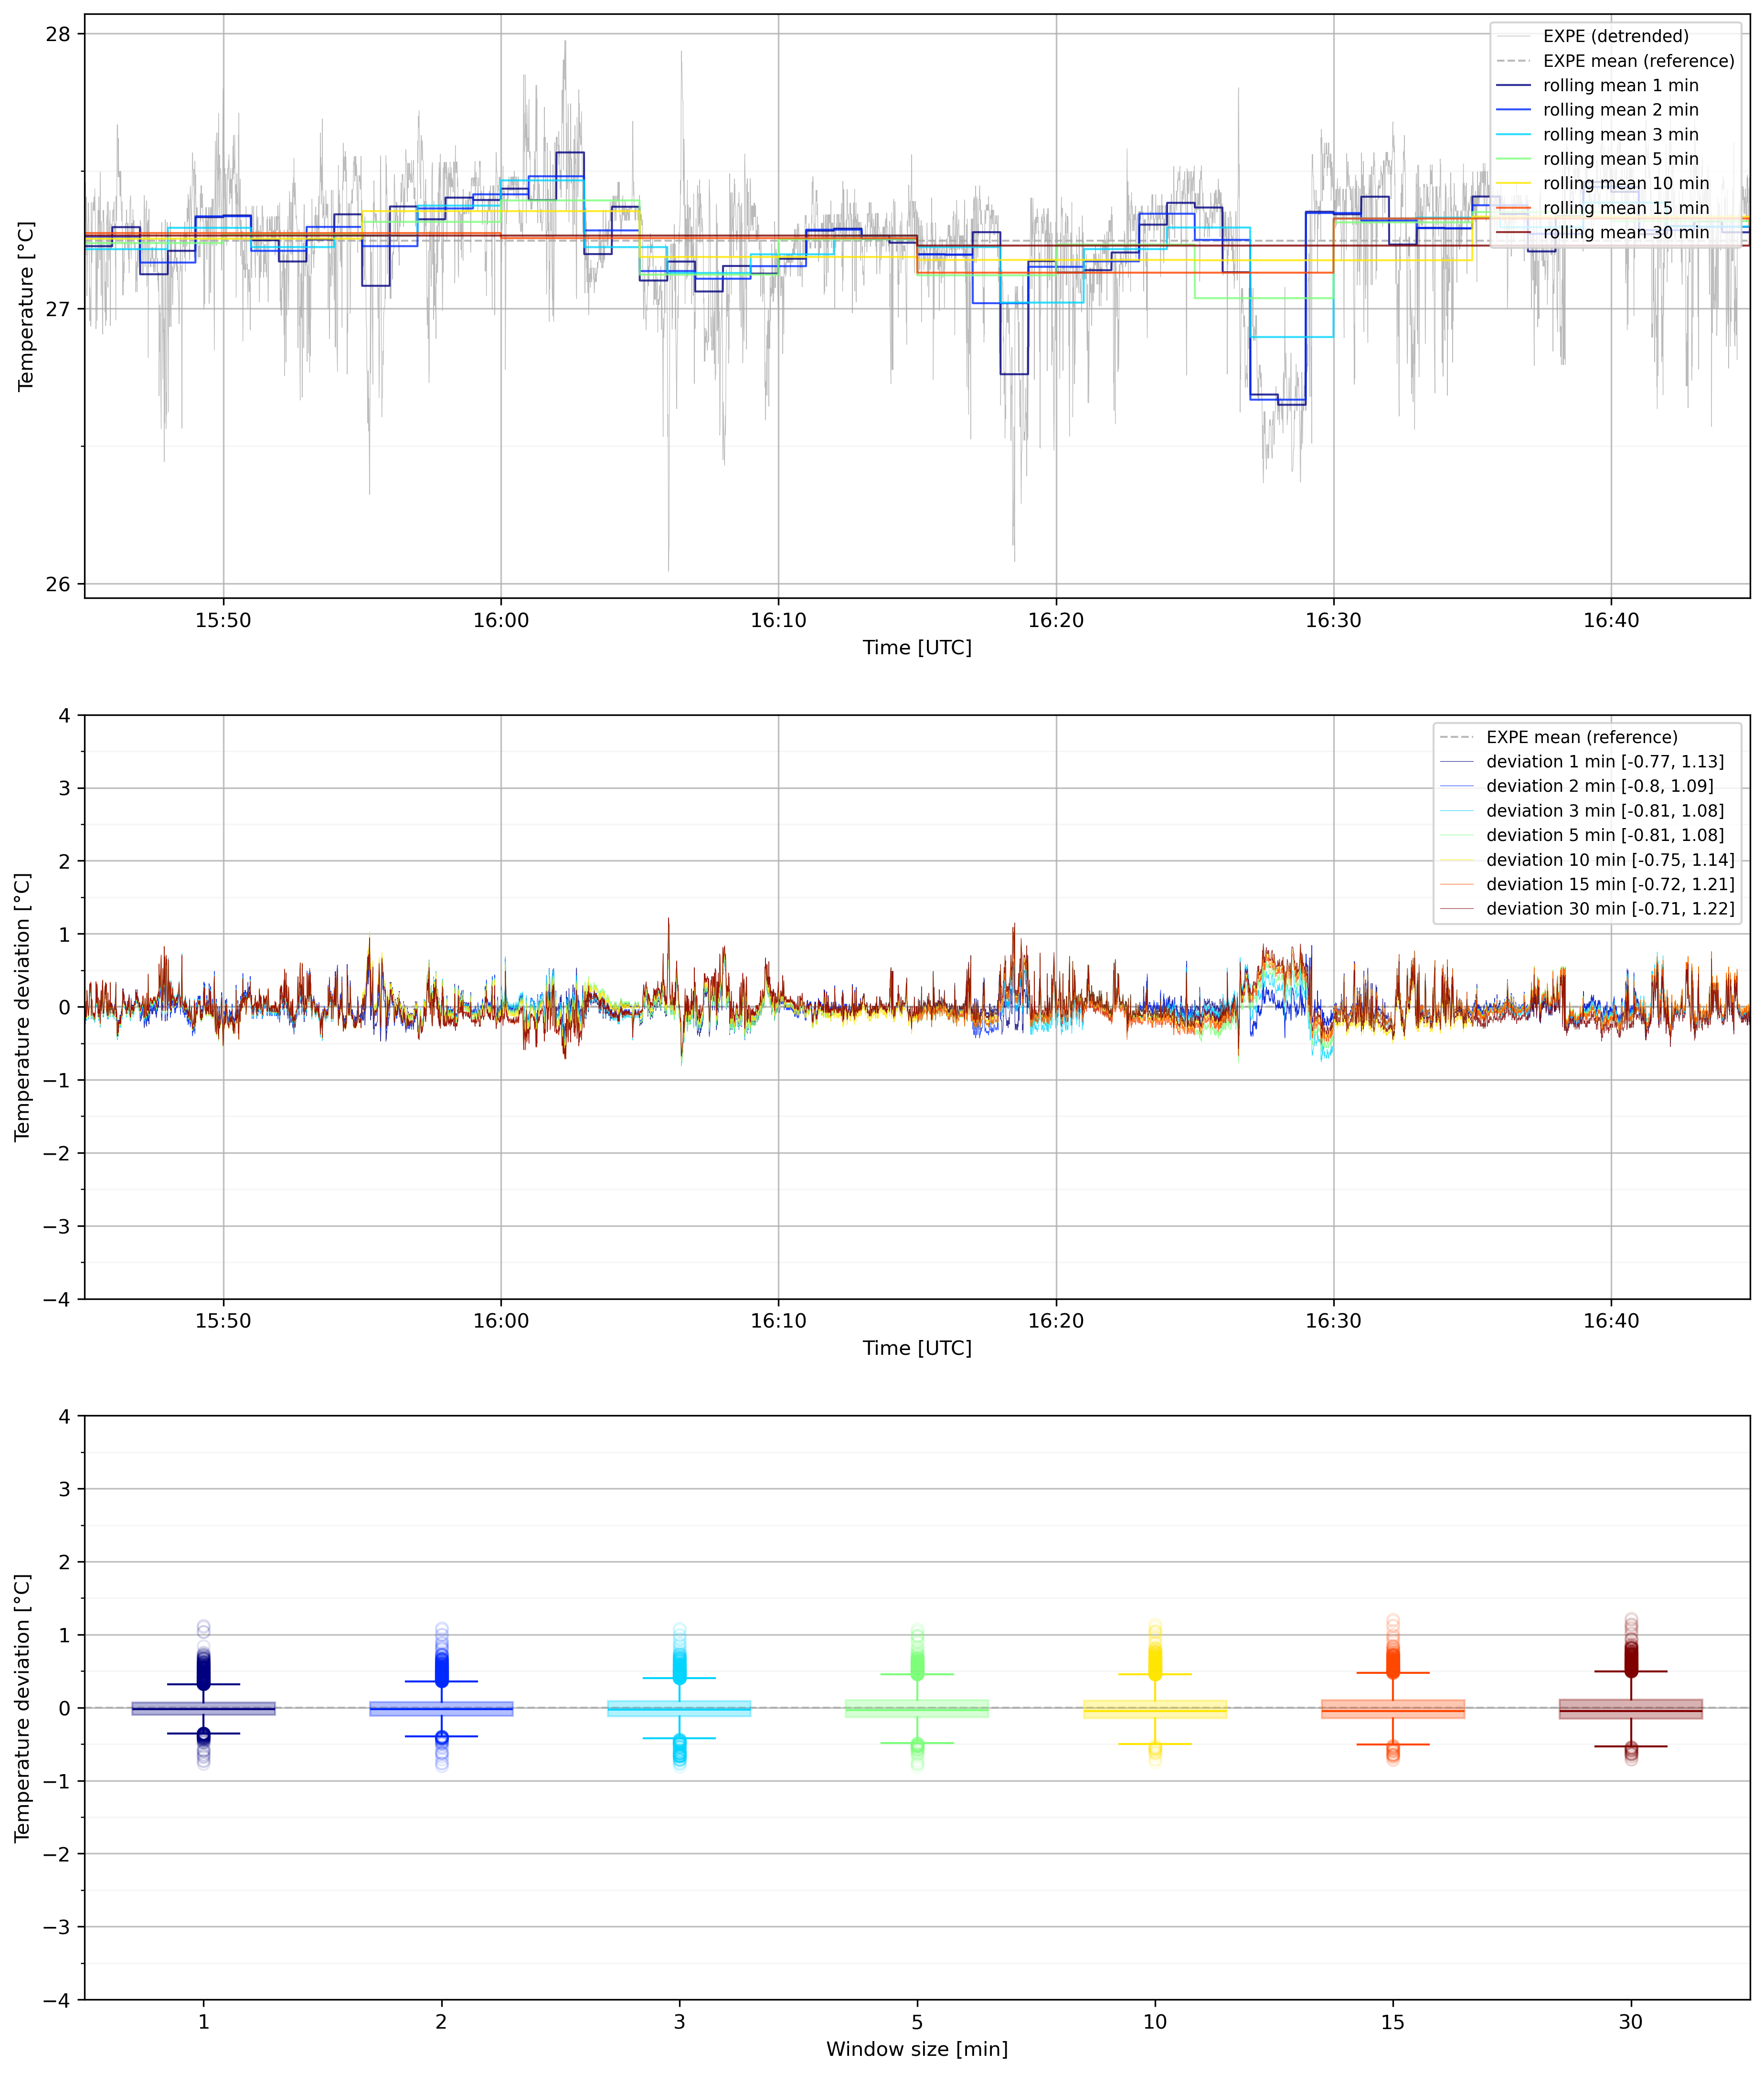 28
27
26
Temperature [°C]
EXPE (detrended)
EXPE mean (reference)
rolling mean 1 min
rolling mean 2 min
rolling mean 3 min
rolling mean 5 min
rolling mean 10 min
rolling mean 15 min
rolling mean 30 min
15:50 16:00 16:10 16:20 16:30 16:40
Time [UTC]
4
3
2
1
0
−1
−2
−3
−4
Temperature deviation [°C]
EXPE mean (reference)
deviation 1 min [-0.77, 1.13]
deviation 2 min [-0.8, 1.09]
deviation 3 min [-0.81, 1.08]
deviation 5 min [-0.81, 1.08]
deviation 10 min [-0.75, 1.14]
deviation 15 min [-0.72, 1.21]
deviation 30 min [-0.71, 1.22]
15:50 16:00 16:10 16:20 16:30 16:40
Time [UTC]
4
3
2
1
0
−1
−2
−3
−4
Temperature deviation [°C]
1 2 3 5 10 15 30
Window size [min]